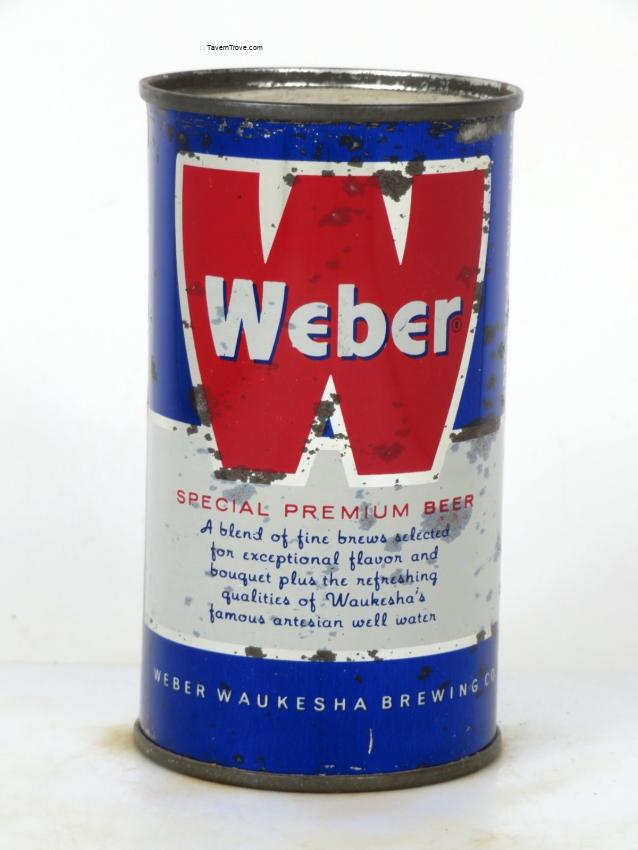 TavernTrove.com
W
Weber
SPECIAL PREMIUM BEER
A blend of fine brews selected
for exceptional flavor and
bouquet plus the refreshing
qualities of Waukesha's
famous artesian well water
WEBER WAUKESHA BREWING CO